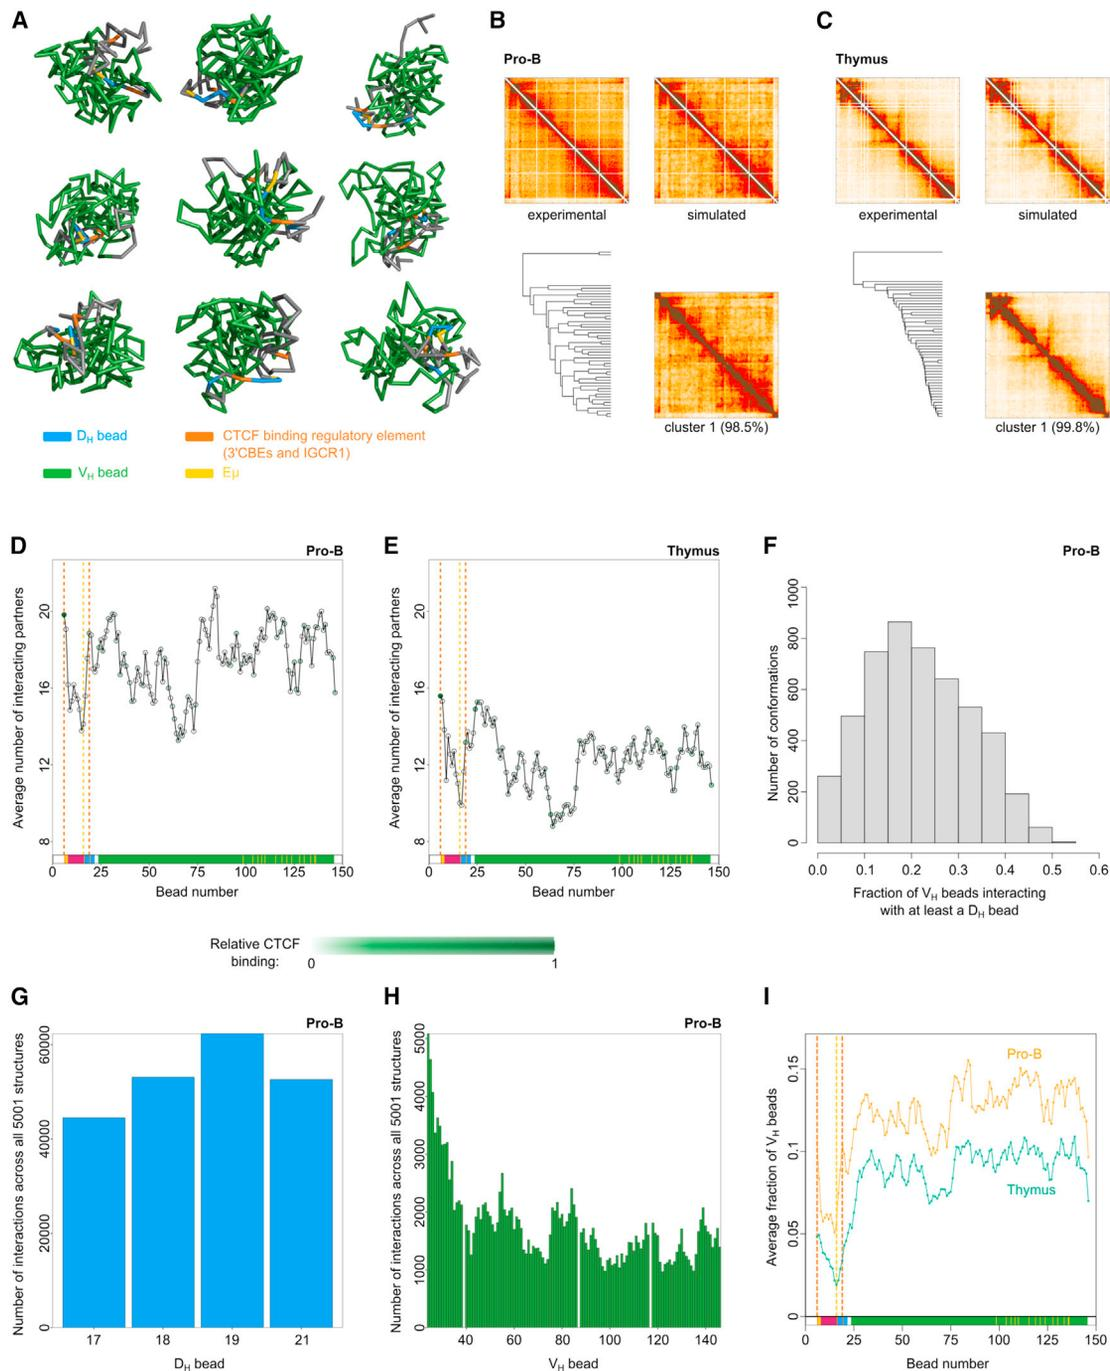 A
B
C
Pro-B
Thymus
experimental
simulated
experimental
simulated
cluster 1 (98.5%)
cluster 1 (99.8%)
DH bead
CTCF binding regulatory element
(3'CBEs and IGCR1)
VH bead
Eμ
D
Pro-B
Average number of interacting partners
20
16
12
8
0
25
50
75
100
125
150
Bead number
E
Thymus
Average number of interacting partners
20
16
12
8
0
25
50
75
100
125
150
Bead number
F
Pro-B
Number of conformations
1000
800
600
400
200
0
0.0
0.1
0.2
0.3
0.4
0.5
0.6
Fraction of VH beads interacting
with at least a DH bead
Relative CTCF
binding:
0
1
G
Pro-B
Number of interactions across all 5001 structures
60000
40000
20000
0
17
18
19
21
DH bead
H
Pro-B
Number of interactions across all 5001 structures
5000
4000
3000
2000
1000
0
40
60
80
100
120
140
VH bead
I
Average fraction of VH beads
0.15
0.1
0.05
0
Pro-B
Thymus
0
25
50
75
100
125
150
Bead number